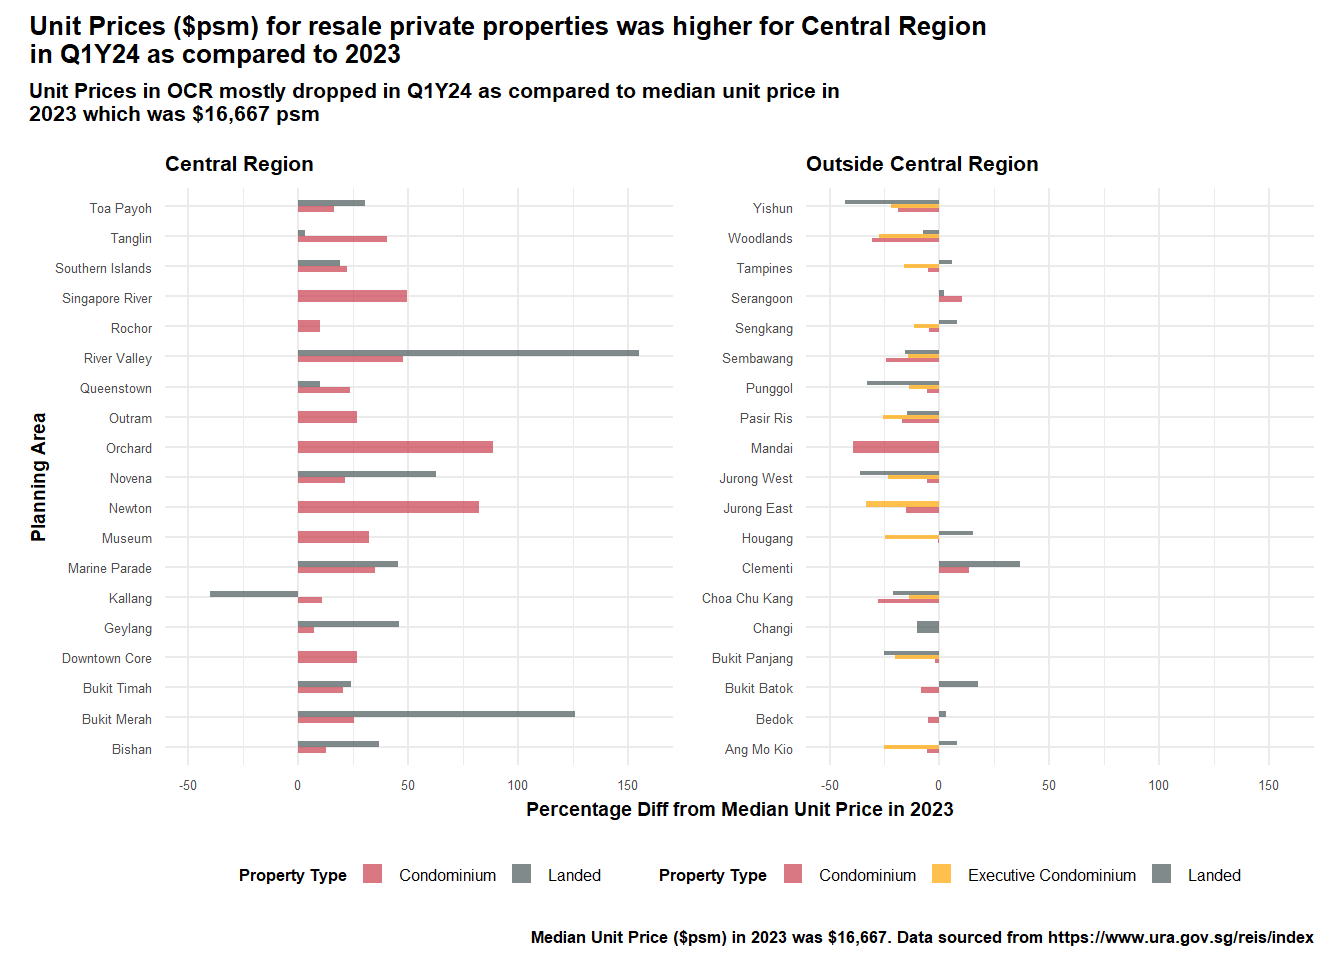 Unit Prices ($psm) for resale private properties was higher for Central Region
in Q1Y24 as compared to 2023
Unit Prices in OCR mostly dropped in Q1Y24 as compared to median unit price in
2023 which was $16,667 psm
Central Region
Planning Area
Toa Payoh
Tanglin
Southern Islands
Singapore River
Rochor
River Valley
Queenstown
Outram
Orchard
Novena
Newton
Museum
Marine Parade
Kallang
Geylang
Downtown Core
Bukit Timah
Bukit Merah
Bishan
-50 0 50 100 150
Outside Central Region
Yishun
Woodlands
Tampines
Serangoon
Sengkang
Sembawang
Punggol
Pasir Ris
Mandai
Jurong West
Jurong East
Hougang
Clementi
Choa Chu Kang
Changi
Bukit Panjang
Bukit Batok
Bedok
Ang Mo Kio
-50 0 50 100 150
Percentage Diff from Median Unit Price in 2023
Property Type Condominium Landed
Property Type Condominium Executive Condominium Landed
Median Unit Price ($psm) in 2023 was $16,667. Data sourced from https://www.ura.gov.sg/reis/index